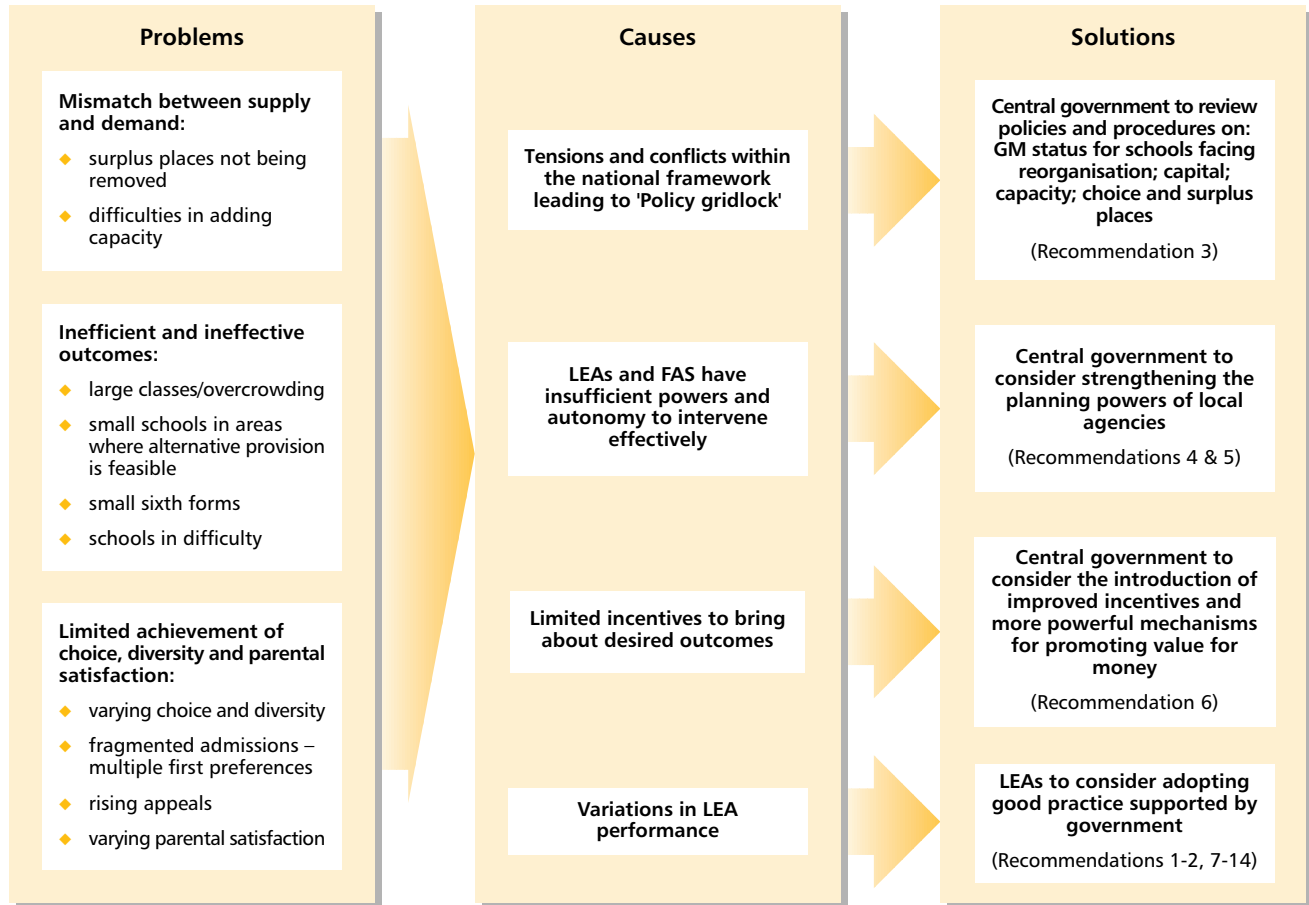 Problems
Mismatch between supply
and demand:
◆ surplus places not being
removed
◆ difficulties in adding
capacity
Inefficient and ineffective
outcomes:
◆ large classes/overcrowding
◆ small schools in areas
where alternative provision
is feasible
◆ small sixth forms
◆ schools in difficulty
Limited achievement of
choice, diversity and parental
satisfaction:
◆ varying choice and diversity
◆ fragmented admissions –
multiple first preferences
◆ rising appeals
◆ varying parental satisfaction
Causes
Tensions and conflicts within
the national framework
leading to 'Policy gridlock'
LEAs and FAS have
insufficient powers and
autonomy to intervene
effectively
Limited incentives to bring
about desired outcomes
Variations in LEA
performance
Solutions
Central government to review
policies and procedures on:
GM status for schools facing
reorganisation; capital;
capacity; choice and surplus
places
(Recommendation 3)
Central government to
consider strengthening the
planning powers of local
agencies
(Recommendations 4 & 5)
Central government to
consider the introduction of
improved incentives and
more powerful mechanisms
for promoting value for
money
(Recommendation 6)
LEAs to consider adopting
good practice supported by
government
(Recommendations 1-2, 7-14)